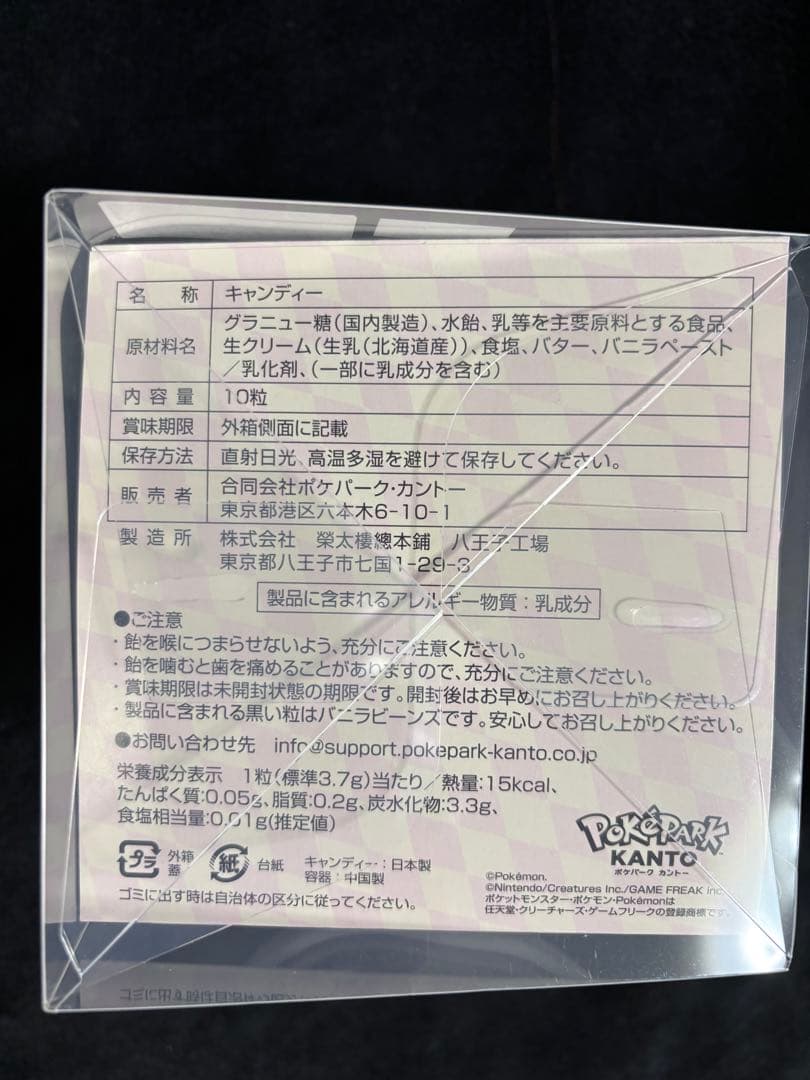 名 称 キャンディー
原材料名 グラニュー糖(国内製造)、水飴、乳等を主要原料とする食品、
生クリーム(生乳(北海道産))、食塩、バター、バニラペースト
/乳化剤、(一部に乳成分を含む)
内容量 10粒
賞味期限 外箱側面に記載
保存方法 直射日光、高温多湿を避けて保存してください。
販売者 合同会社ポケパーク・カントー
東京都港区六本木6-10-1
製造所 株式会社 榮太樓總本鋪 八王子工場
東京都八王子市七国1-29-3
製品に含まれるアレルギー物質:乳成分
●ご注意
・飴を喉につまらせないよう、充分にご注意ください。
・飴を噛むと歯を痛めることがありますので、充分にご注意ください。
・賞味期限は未開封状態の期限です。開封後はお早めにお召し上がりください。
・製品に含まれる黒い粒はバニラビーンズです。安心してお召し上がりください。
●お問い合わせ先 info@support.pokepark-kanto.co.jp
栄養成分表示 1粒(標準3.7g)当たり/熱量:15kcal、
たんぱく質:0.05g、脂質:0.2g、炭水化物:3.3g、
食塩相当量:0.01g(推定値)
プラ 外箱 蓋 紙 台紙 キャンディー:日本製
容器:中国製
ゴミに出す時は自治体の区分に従ってください。
POKÉPARK
KANTO
ポケパーク カントー
©Pokémon.
©Nintendo/Creatures Inc./GAME FREAK inc.
ポケットモンスター・ポケモン・Pokémonは
任天堂・クリーチャーズ・ゲームフリークの登録商標です。